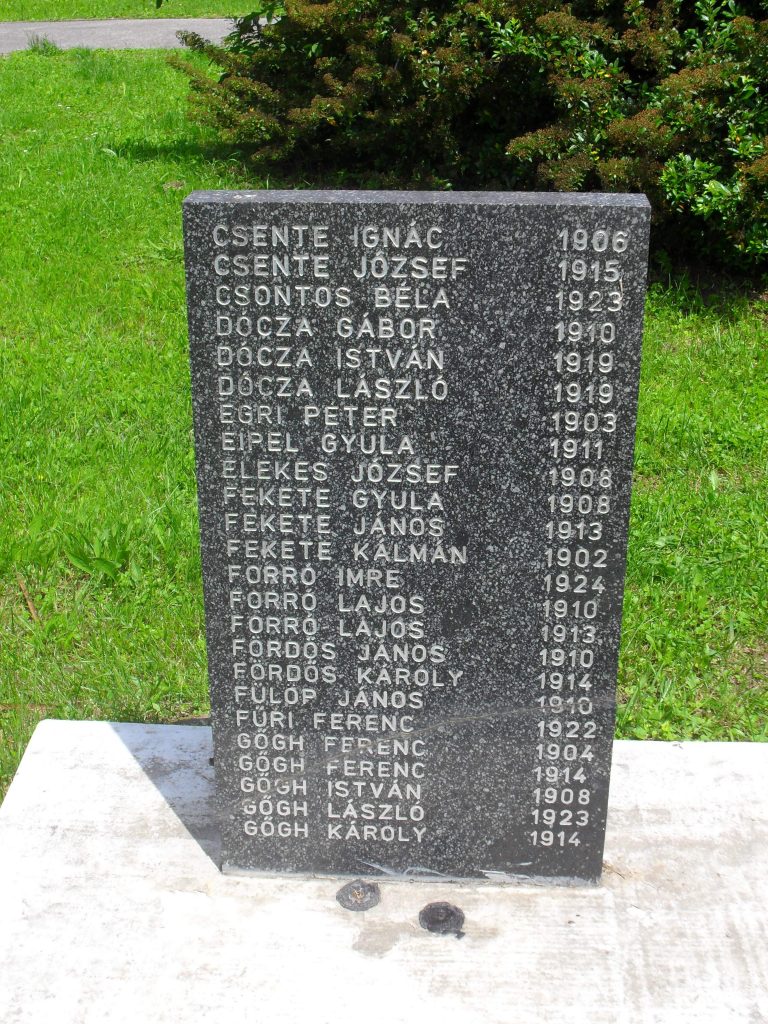 CSENTE IGNÁC 1906
CSENTE JÓZSEF 1915
CSONTOS BÉLA 1923
DÓCZA GÁBOR 1910
DÓCZA ISTVÁN 1919
DÓCZA LÁSZLÓ 1919
EGRI PÉTER 1903
EIPEL GYULA 1911
ELEKES JÓZSEF 1908
FEKETE GYULA 1908
FEKETE JÁNOS 1913
FEKETE KÁLMÁN 1902
FORRÓ IMRE 1924
FORRÓ LAJOS 1910
FORRÓ LAJOS 1913
FÖRDŐS JÁNOS 1910
FÖRDŐS KÁROLY 1914
FÜLÖP JÁNOS 1910
FŰRI FERENC 1922
GŐGH FERENC 1904
GŐGH FERENC 1914
GŐGH ISTVÁN 1908
GŐGH LÁSZLÓ 1923
GŐGH KÁROLY 1914